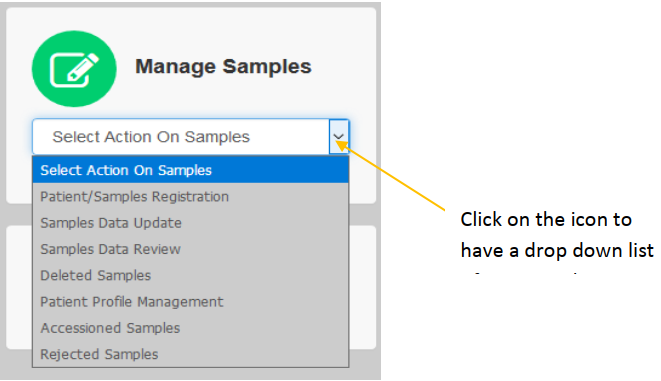 Manage Samples
Select Action On Samples
Select Action On Samples
Patient/Samples Registration
Samples Data Update
Samples Data Review
Deleted Samples
Patient Profile Management
Accessioned Samples
Rejected Samples
Click on the icon to
have a drop down list